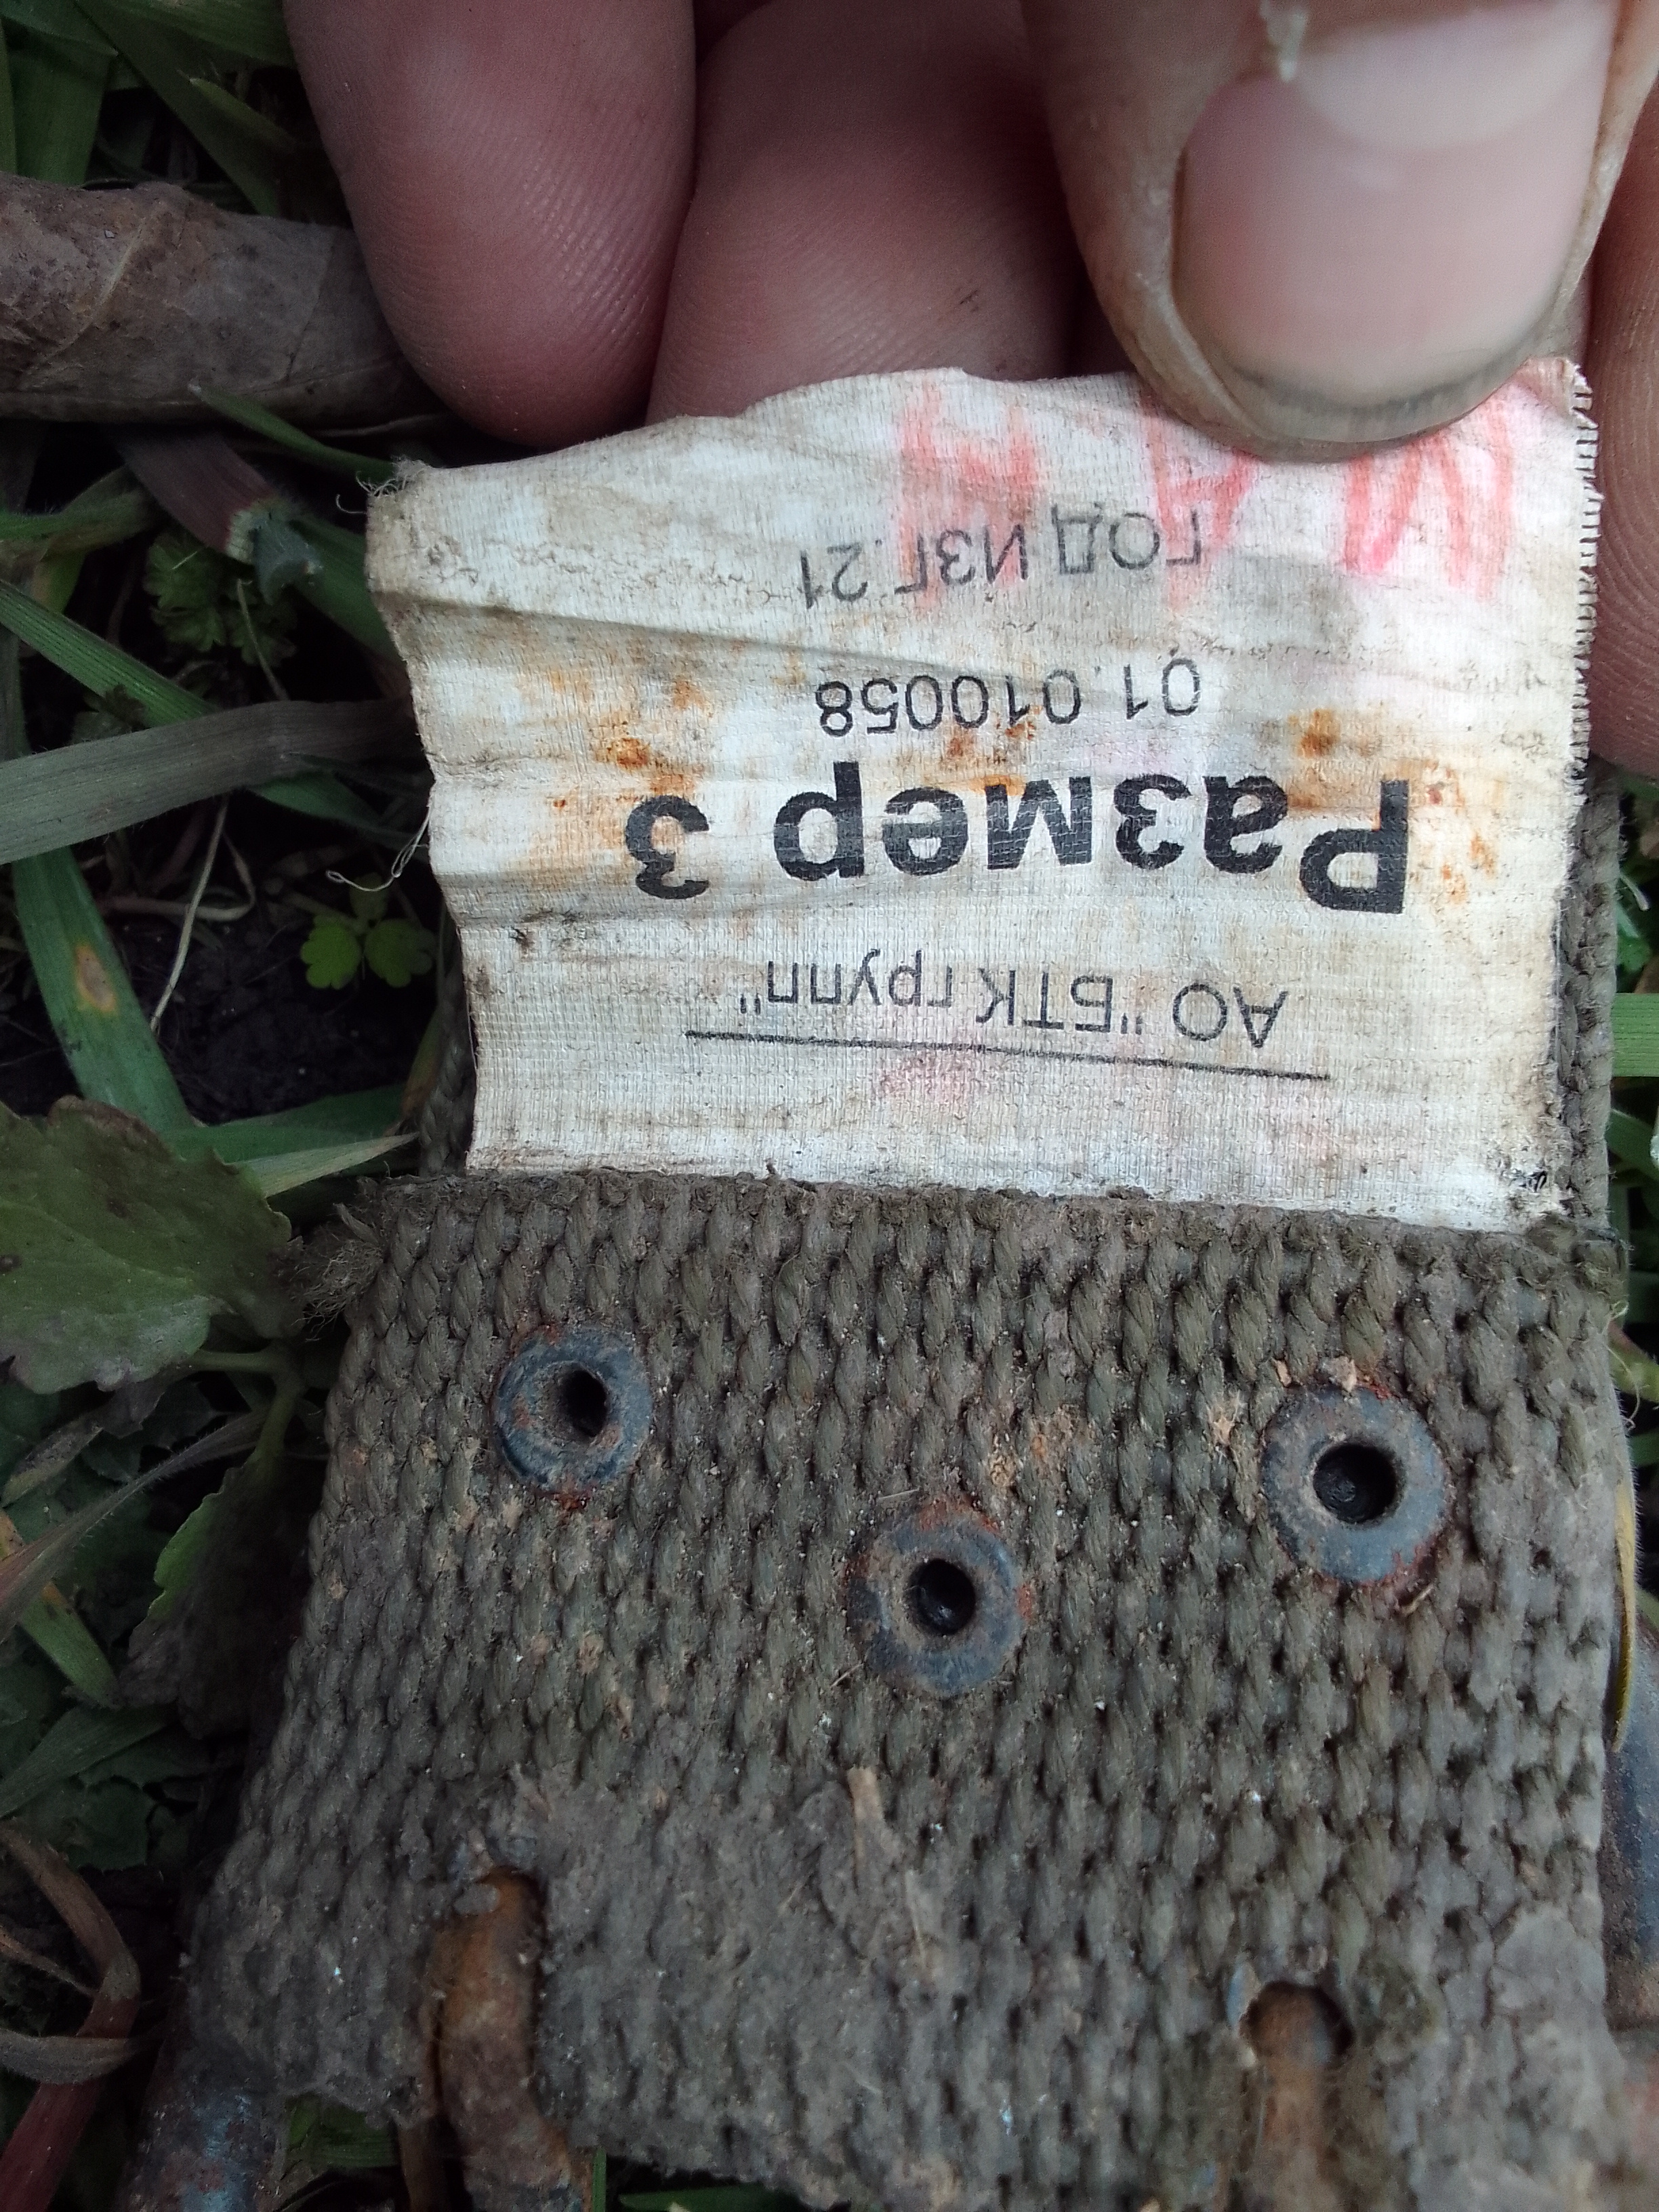 АО "БТК групп"
Размер 3
01.010058
ГОД ИЗГ. 21